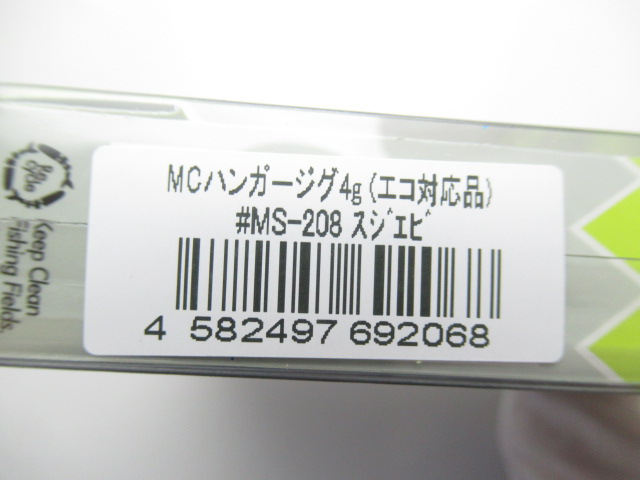 MCハンガージグ4g(エコ対応品)
#MS-208 ｽｼﾞｴﾋﾞ
4 582497 692068
Keep Clean
Fishing Fields.